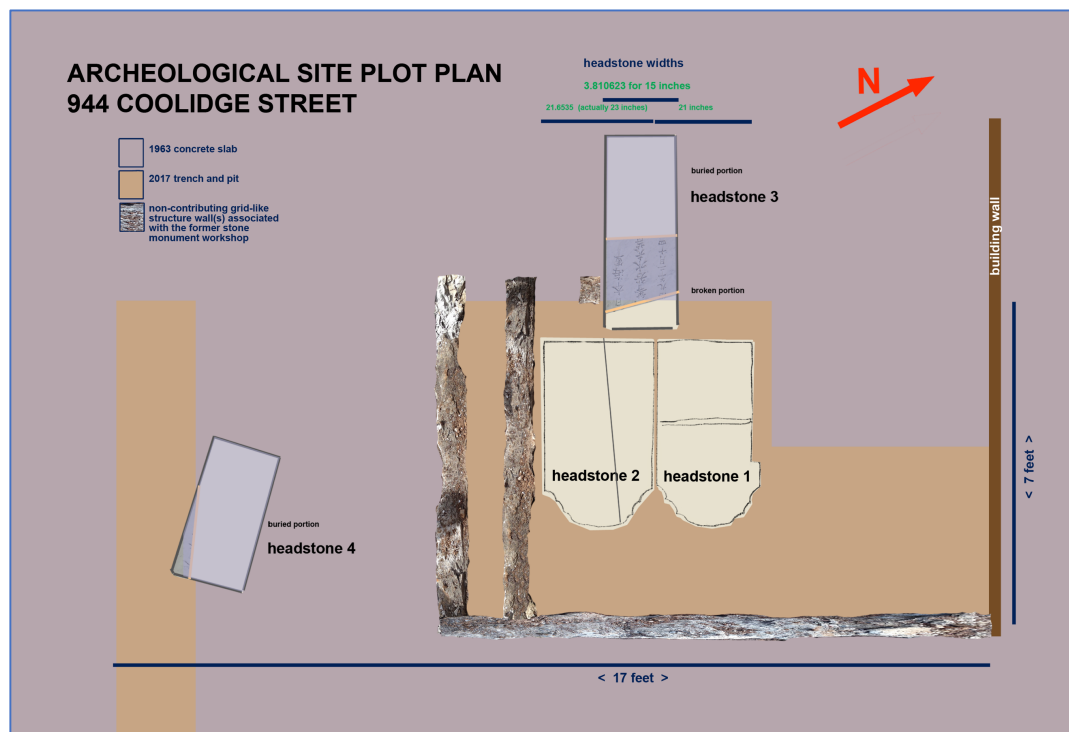 ARCHEOLOGICAL SITE PLOT PLAN
944 COOLIDGE STREET
headstone widths
3.810623 for 15 inches
21.6535 (actually 23 inches)
21 inches
N
1963 concrete slab
2017 trench and pit
non-contributing grid-like
structure wall(s) associated
with the former stone
monument workshop
buried portion
headstone 3
broken portion
building wall
headstone 2
headstone 1
buried portion
headstone 4
< 7 feet >
< 17 feet >